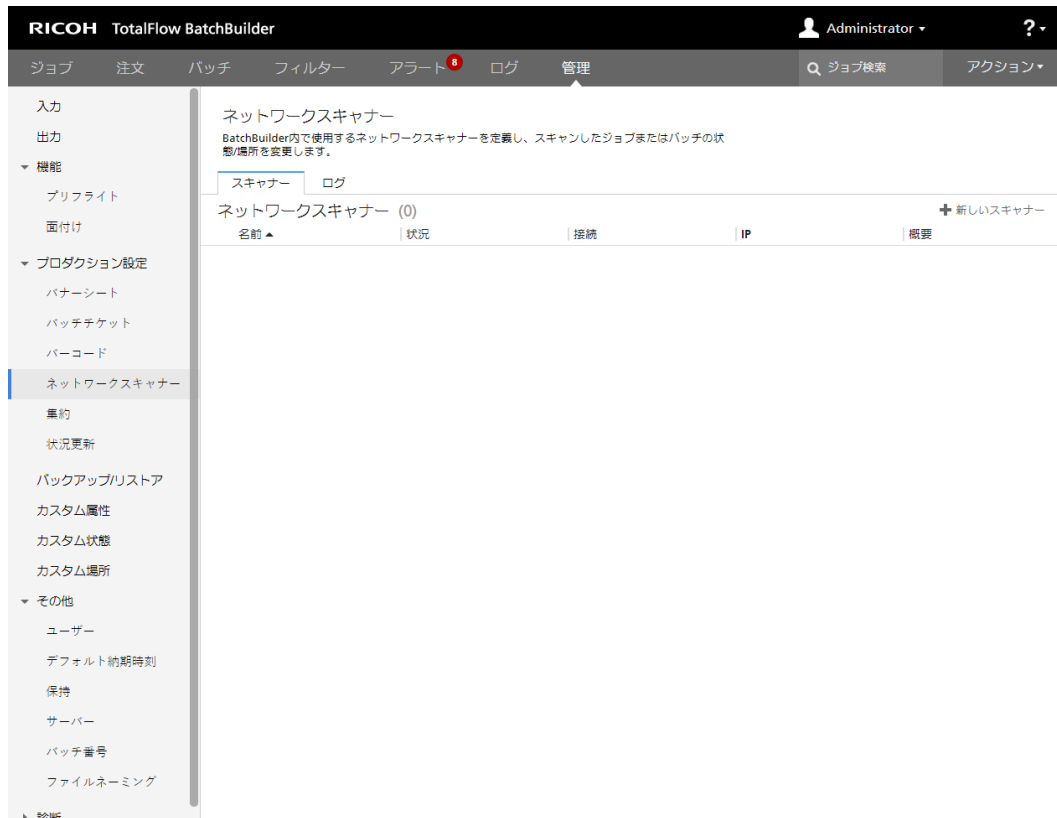 RICOH TotalFlow BatchBuilder Administrator ?
ジョブ 注文 バッチ フィルター アラート 8 ログ 管理 ジョブ検索 アクション
入力
出力
機能
プリフライト
面付け
プロダクション設定
バナーシート
バッチチケット
バーコード
ネットワークスキャナー
集約
状況更新
バックアップ/リストア
カスタム属性
カスタム状態
カスタム場所
その他
ユーザー
デフォルト納期時刻
保持
サーバー
バッチ番号
ファイルネーミング
診断
ネットワークスキャナー
BatchBuilder内で使用するネットワークスキャナーを定義し、スキャンしたジョブまたはバッチの状
態/場所を変更します。
スキャナー ログ
ネットワークスキャナー (0) 新しいスキャナー
名前 状況 接続 IP 概要